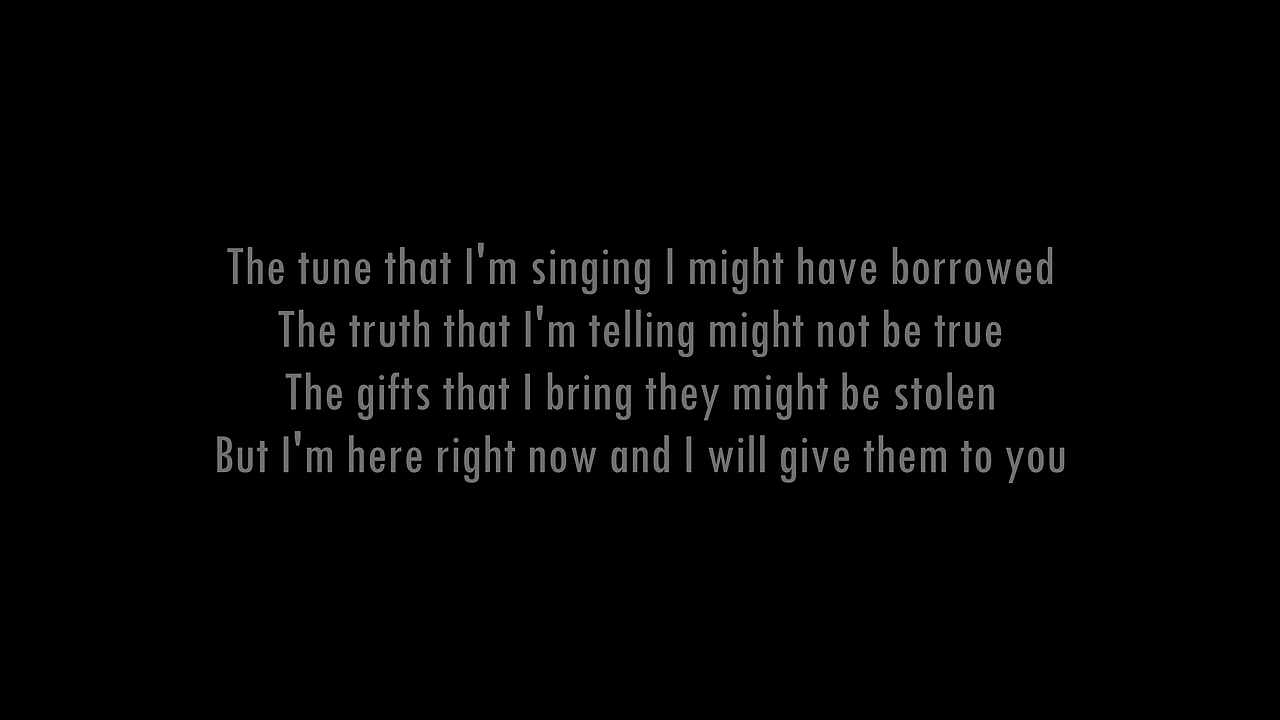 The tune that I'm singing I might have borrowed
The truth that I'm telling might not be true
The gifts that I bring they might be stolen
But I'm here right now and I will give them to you